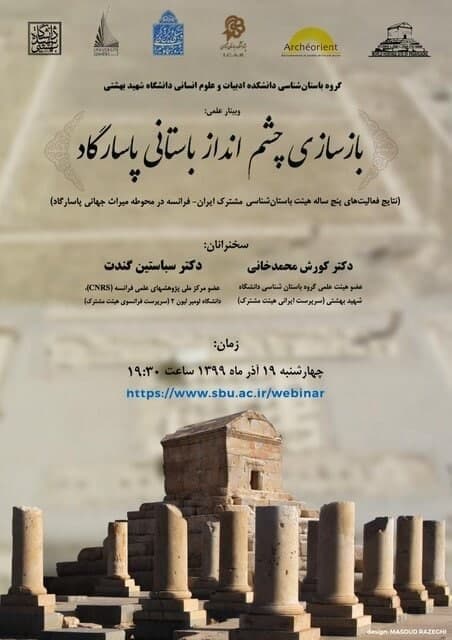 I.C.A.R
Archéorient
گروه باستان‌شناسی دانشکده ادبیات و علوم انسانی دانشگاه شهید بهشتی
وبینار علمی:
بازسازی چشم انداز باستانی پاسارگاد
(نتایج فعالیت‌های پنج ساله هیئت باستان‌شناسی مشترک ایران- فرانسه در محوطه میراث جهانی پاسارگاد)
سخنرانان:
دکتر کورش محمدخانی
عضو هیئت علمی گروه باستان شناسی دانشگاه
شهید بهشتی (سرپرست ایرانی هیئت مشترک)
دکتر سباستین گندت
عضو مرکز ملی پژوهشهای علمی فرانسه (CNRS)،
دانشگاه لومیر لیون ۲ (سرپرست فرانسوی هیئت مشترک)
زمان:
چهارشنبه ۱۹ آذر ماه ۱۳۹۹ ساعت ۱۹:۳۰
https://www.sbu.ac.ir/webinar
design: MASOUD RAZEGHI